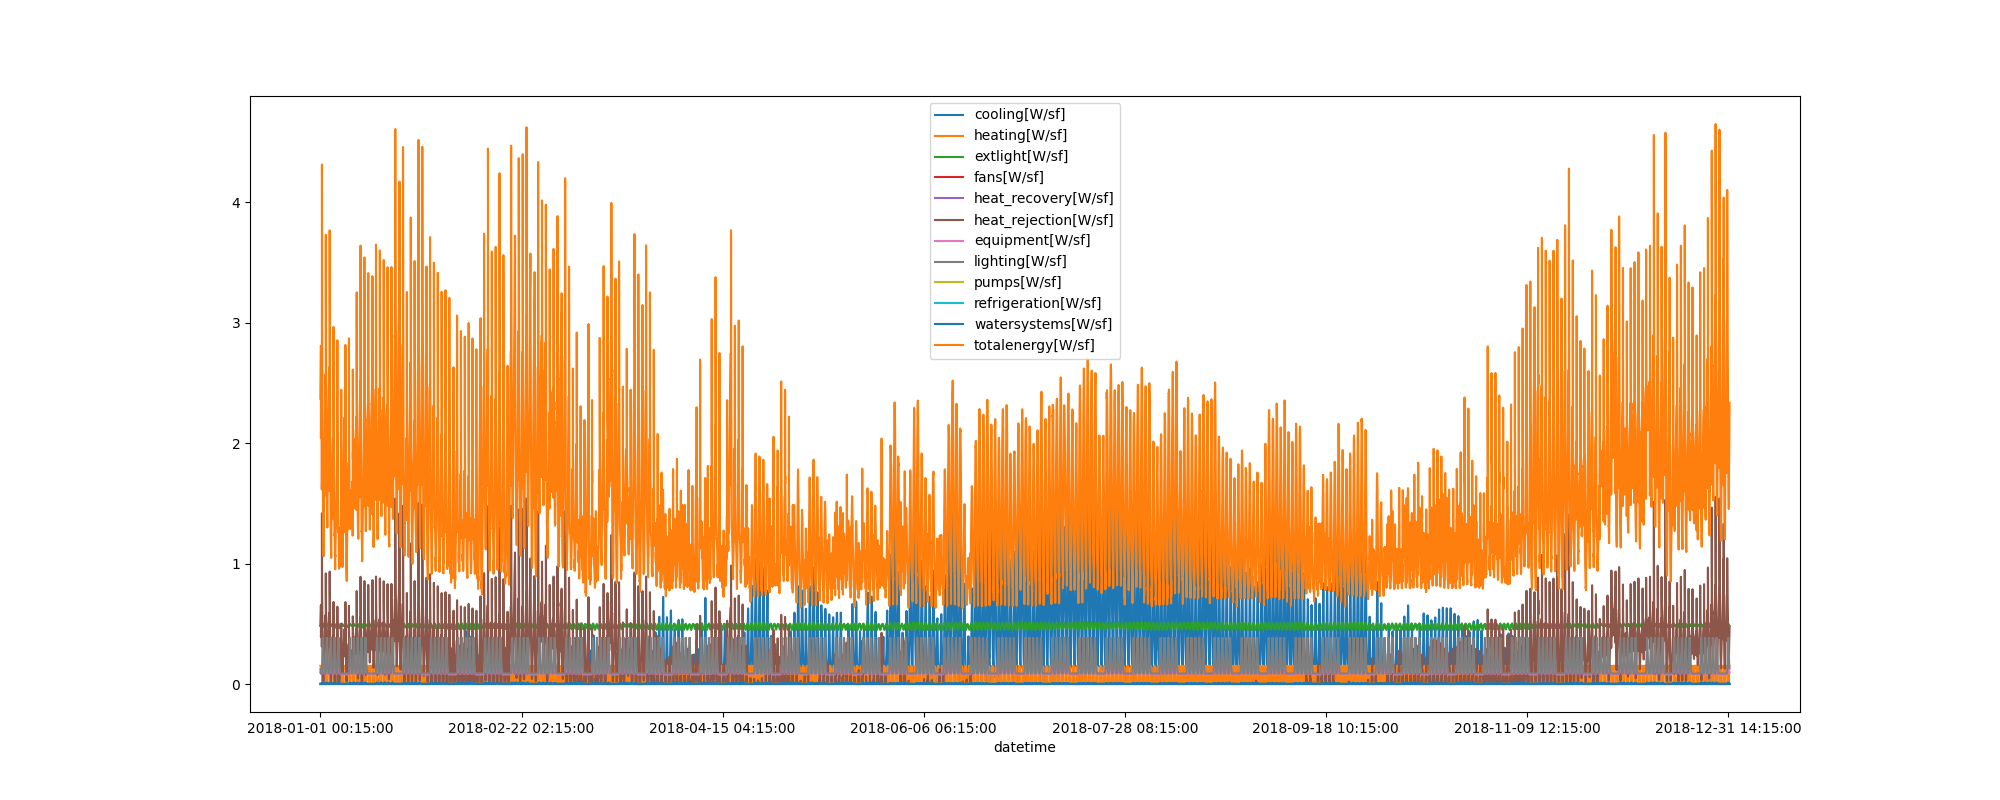 cooling[W/sf]
heating[W/sf]
extlight[W/sf]
fans[W/sf]
heat_recovery[W/sf]
heat_rejection[W/sf]
equipment[W/sf]
lighting[W/sf]
pumps[W/sf]
refrigeration[W/sf]
watersystems[W/sf]
totalenergy[W/sf]
4
3
2
1
0
2018-01-01 00:15:00 2018-02-22 02:15:00 2018-04-15 04:15:00 2018-06-06 06:15:00 2018-07-28 08:15:00 2018-09-18 10:15:00 2018-11-09 12:15:00 2018-12-31 14:15:00
datetime